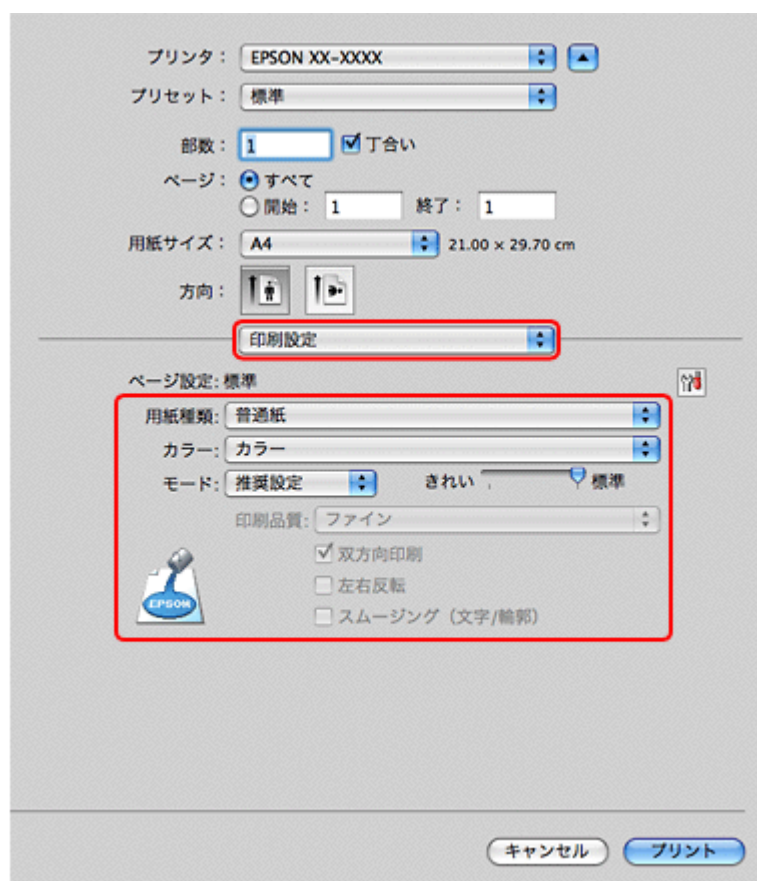 プリンタ： EPSON XX-XXXX
プリセット： 標準
部数： 1 丁合い
ページ： すべて
開始： 1 終了： 1
用紙サイズ： A4 21.00 × 29.70 cm
方向：
印刷設定
ページ設定: 標準
用紙種類: 普通紙
カラー: カラー
モード: 推奨設定 きれい 標準
印刷品質: ファイン
双方向印刷
左右反転
EPSON スムージング（文字/輪郭）
キャンセル プリント